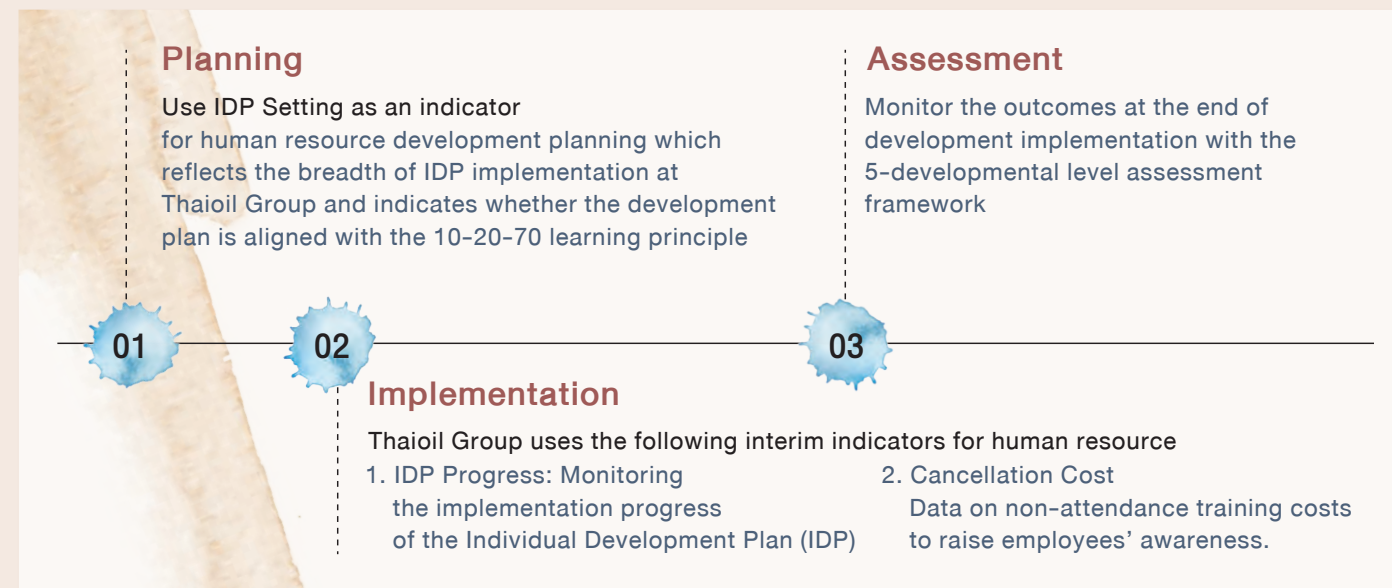 Planning
Use IDP Setting as an indicator
for human resource development planning which
reflects the breadth of IDP implementation at
Thaioil Group and indicates whether the development
plan is aligned with the 10-20-70 learning principle
Assessment
Monitor the outcomes at the end of
development implementation with the
5-developmental level assessment
framework
01
02
03
Implementation
Thaioil Group uses the following interim indicators for human resource
1. IDP Progress: Monitoring
the implementation progress
of the Individual Development Plan (IDP)
2. Cancellation Cost
Data on non-attendance training costs
to raise employees’ awareness.